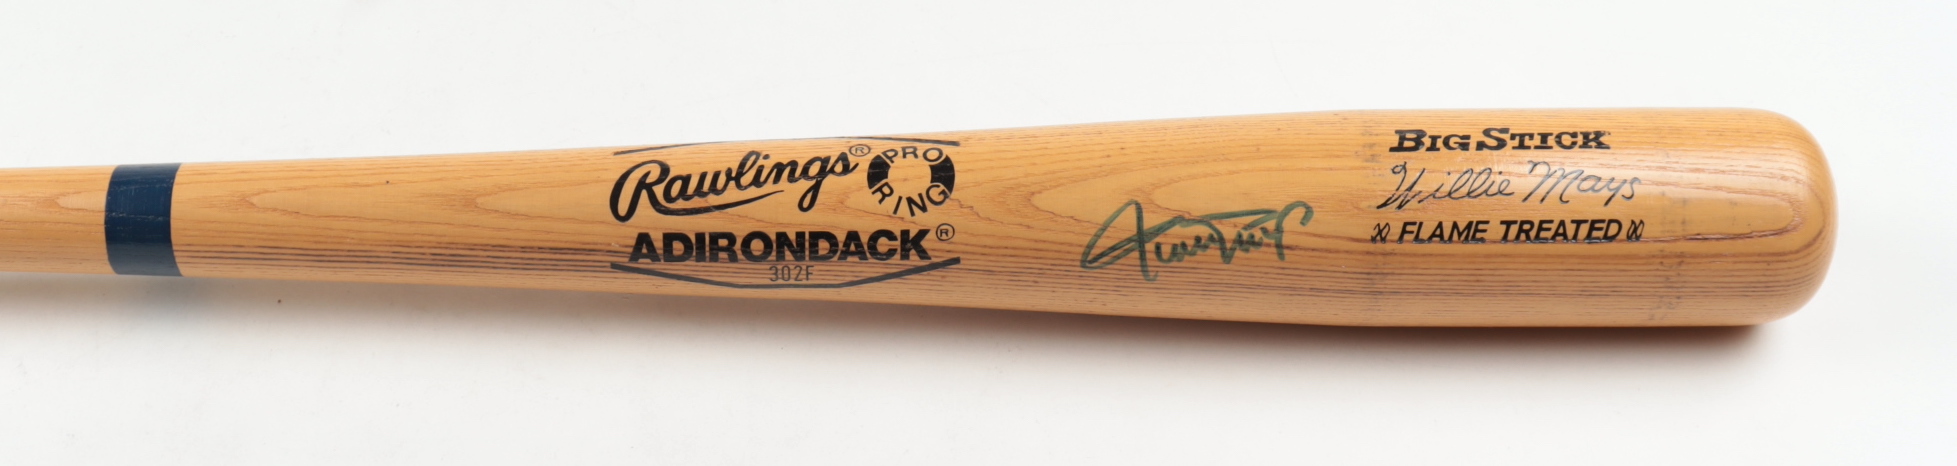 Rawlings®
PRO RING
ADIRONDACK®
302F
BIG STICK
Willie Mays
FLAME TREATED